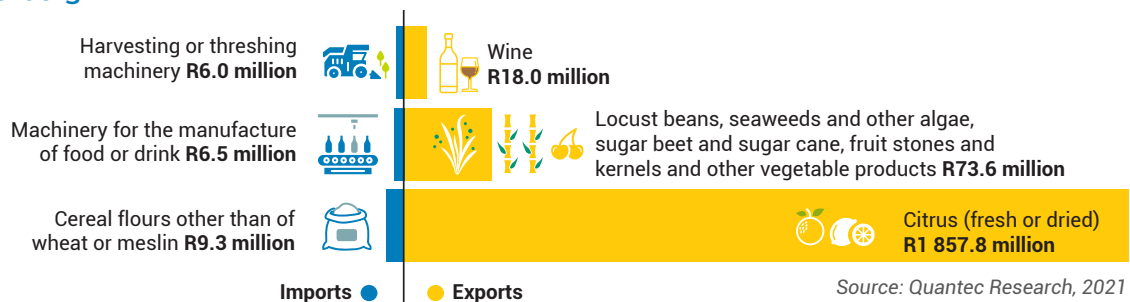 Harvesting or threshing
machinery R6.0 million
Wine
R18.0 million
Machinery for the manufacture
of food or drink R6.5 million
Locust beans, seaweeds and other algae,
sugar beet and sugar cane, fruit stones and
kernels and other vegetable products R73.6 million
Cereal flours other than of
wheat or meslin R9.3 million
Citrus (fresh or dried)
R1 857.8 million
Imports
Exports
Source: Quantec Research, 2021